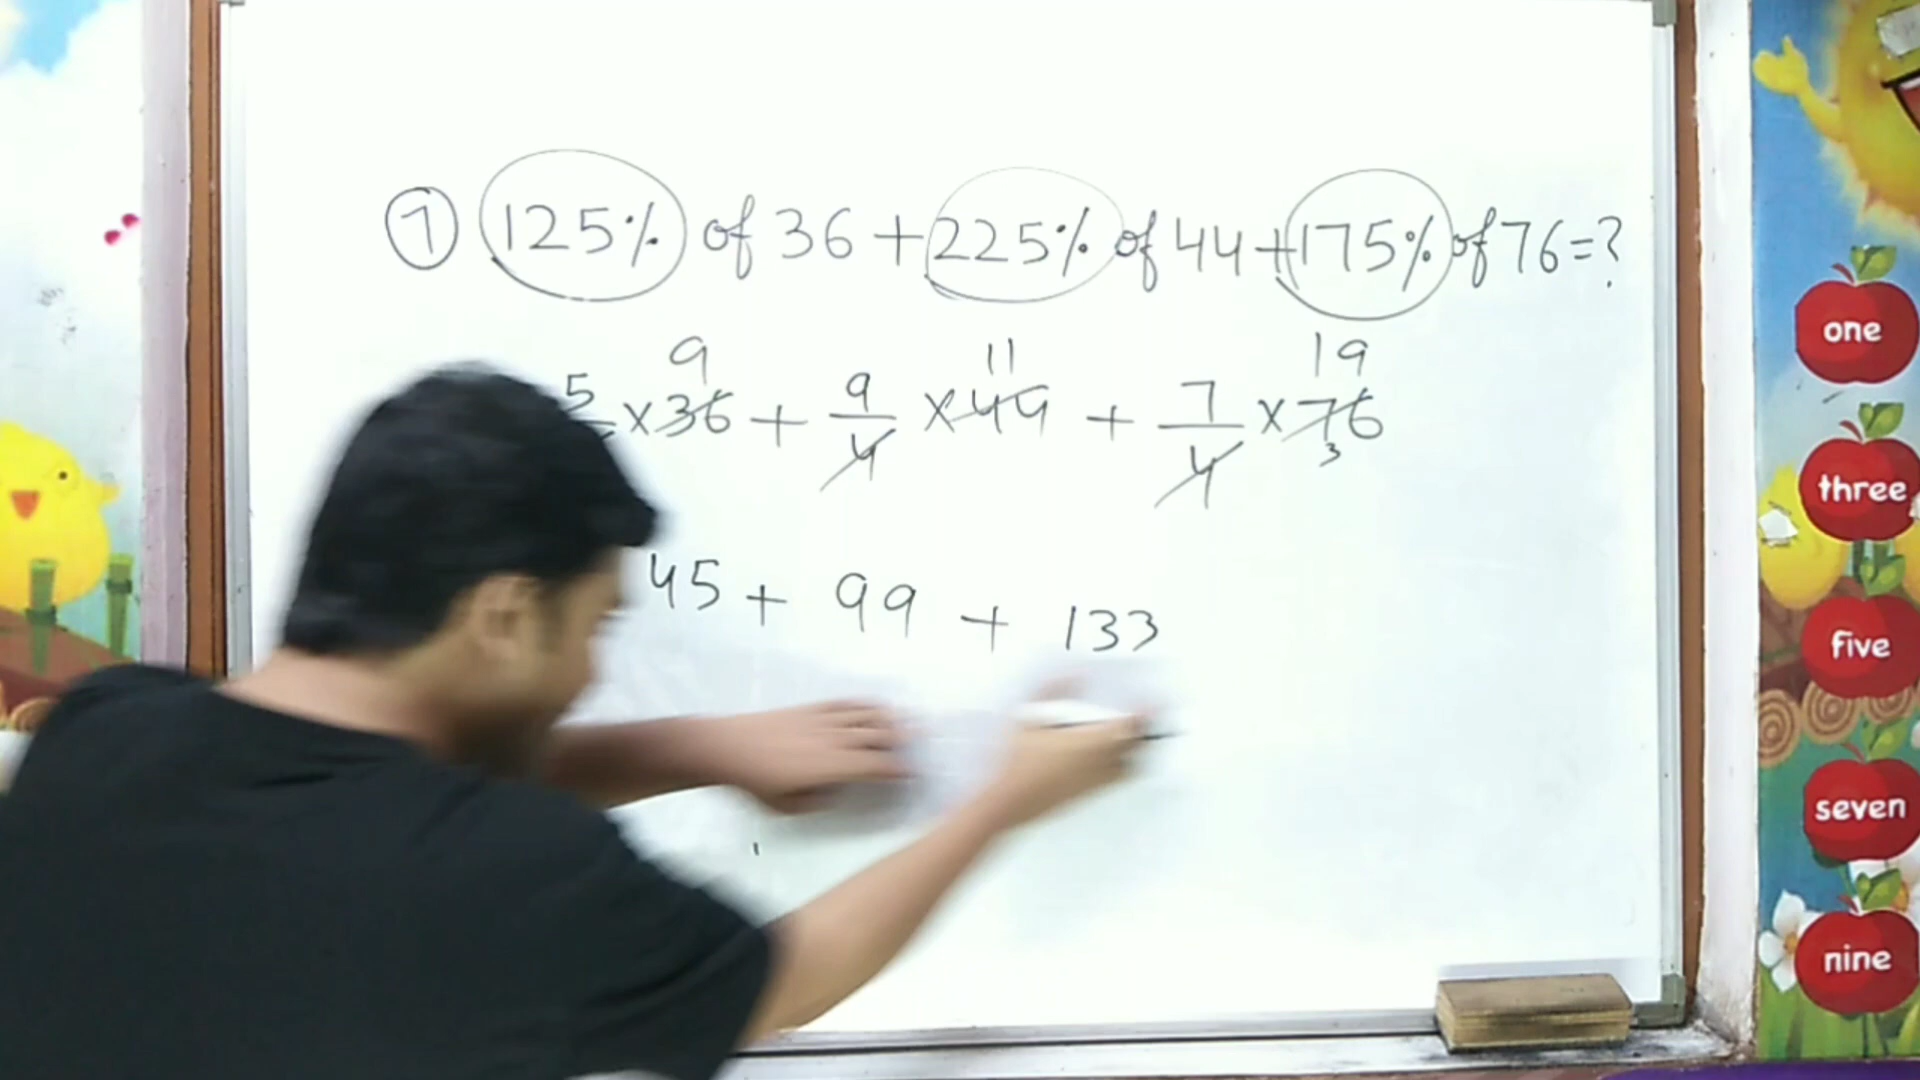 7 125% of 36 + 225% of 44 + 175% of 76 = ?
9 11 19
5 × 36 + 9/4 × 44 + 7/4 × 76
3
45 + 99 + 133
one
three
five
seven
nine